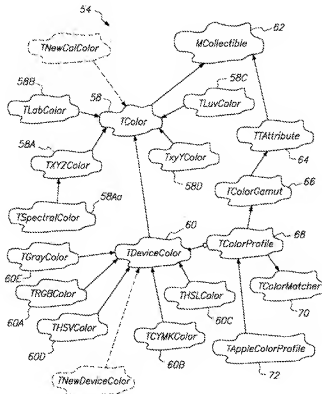 54
TNewCalColor
MCollectible
62
58B
58
58C
TLabColor
TColor
TLuvColor
58A
TTAttribute
64
TXYZColor
TxyYColor
58D
66
TColorGamut
58Aa
TSpectralColor
60
68
TGrayColor
TDeviceColor
TColorProfile
60E
TRGBColor
THSLColor
TColorMatcher
60C
70
60A
THSVColor
TCYMKColor
60D
60B
TAppleColorProfile
72
TNewDeviceColor